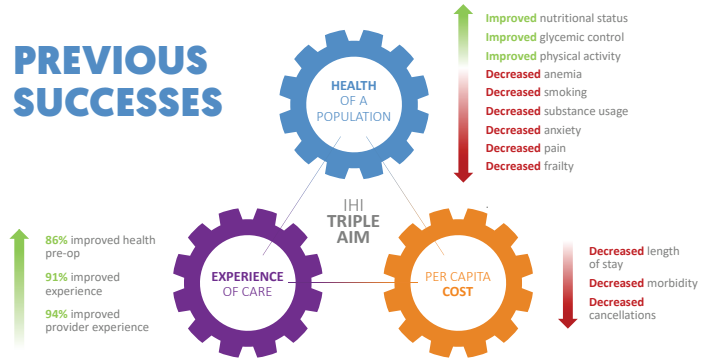 PREVIOUS
SUCCESSES
HEALTH
OF A
POPULATION
Improved nutritional status
Improved glycemic control
Improved physical activity
Decreased anemia
Decreased smoking
Decreased substance usage
Decreased anxiety
Decreased pain
Decreased frailty
IHI
TRIPLE
AIM
86% improved health
pre-op
91% improved
experience
94% improved
provider experience
EXPERIENCE
OF CARE
PER CAPITA
COST
Decreased length
of stay
Decreased morbidity
Decreased
cancellations